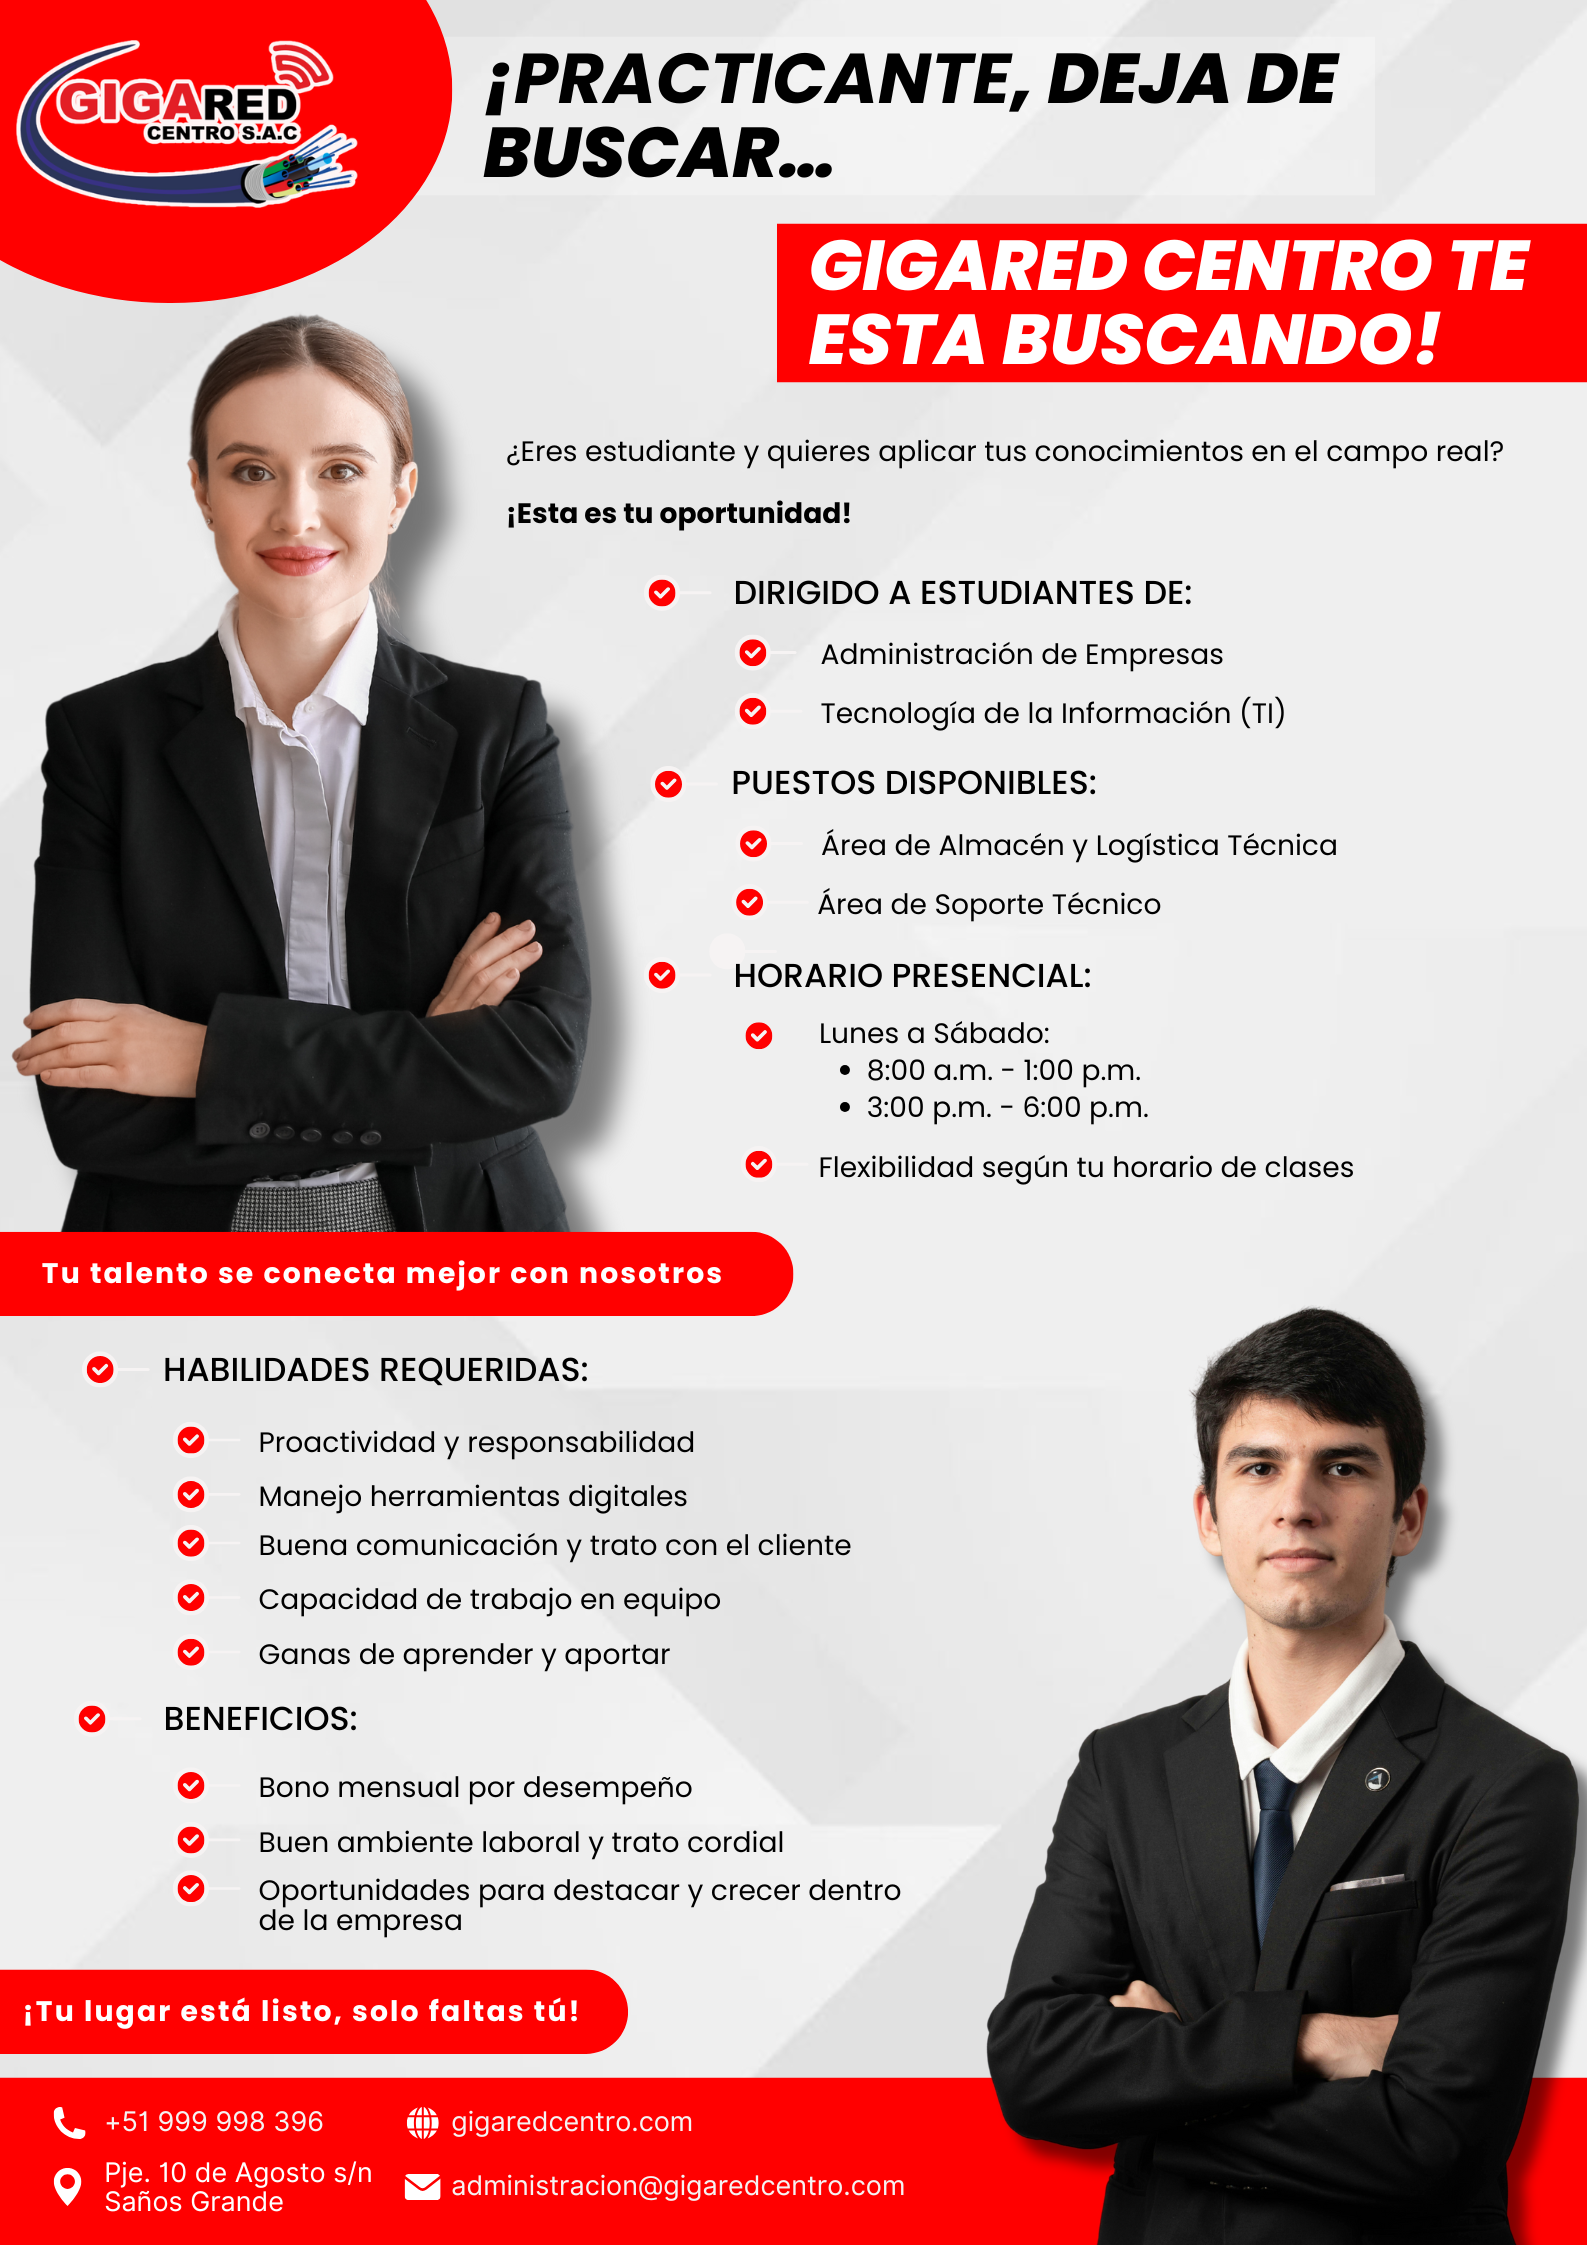 GIGARED
CENTRO S.A.C
¡PRACTICANTE, DEJA DE
BUSCAR...
GIGARED CENTRO TE
ESTA BUSCANDO!
¿Eres estudiante y quieres aplicar tus conocimientos en el campo real?
¡Esta es tu oportunidad!
DIRIGIDO A ESTUDIANTES DE:
Administración de Empresas
Tecnología de la Información (TI)
PUESTOS DISPONIBLES:
Área de Almacén y Logística Técnica
Área de Soporte Técnico
HORARIO PRESENCIAL:
Lunes a Sábado:
• 8:00 a.m. - 1:00 p.m.
• 3:00 p.m. - 6:00 p.m.
Flexibilidad según tu horario de clases
Tu talento se conecta mejor con nosotros
HABILIDADES REQUERIDAS:
Proactividad y responsabilidad
Manejo herramientas digitales
Buena comunicación y trato con el cliente
Capacidad de trabajo en equipo
Ganas de aprender y aportar
BENEFICIOS:
Bono mensual por desempeño
Buen ambiente laboral y trato cordial
Oportunidades para destacar y crecer dentro
de la empresa
¡Tu lugar está listo, solo faltas tú!
+51 999 998 396
gigaredcentro.com
Pje. 10 de Agosto s/n
Saños Grande
administracion@gigaredcentro.com